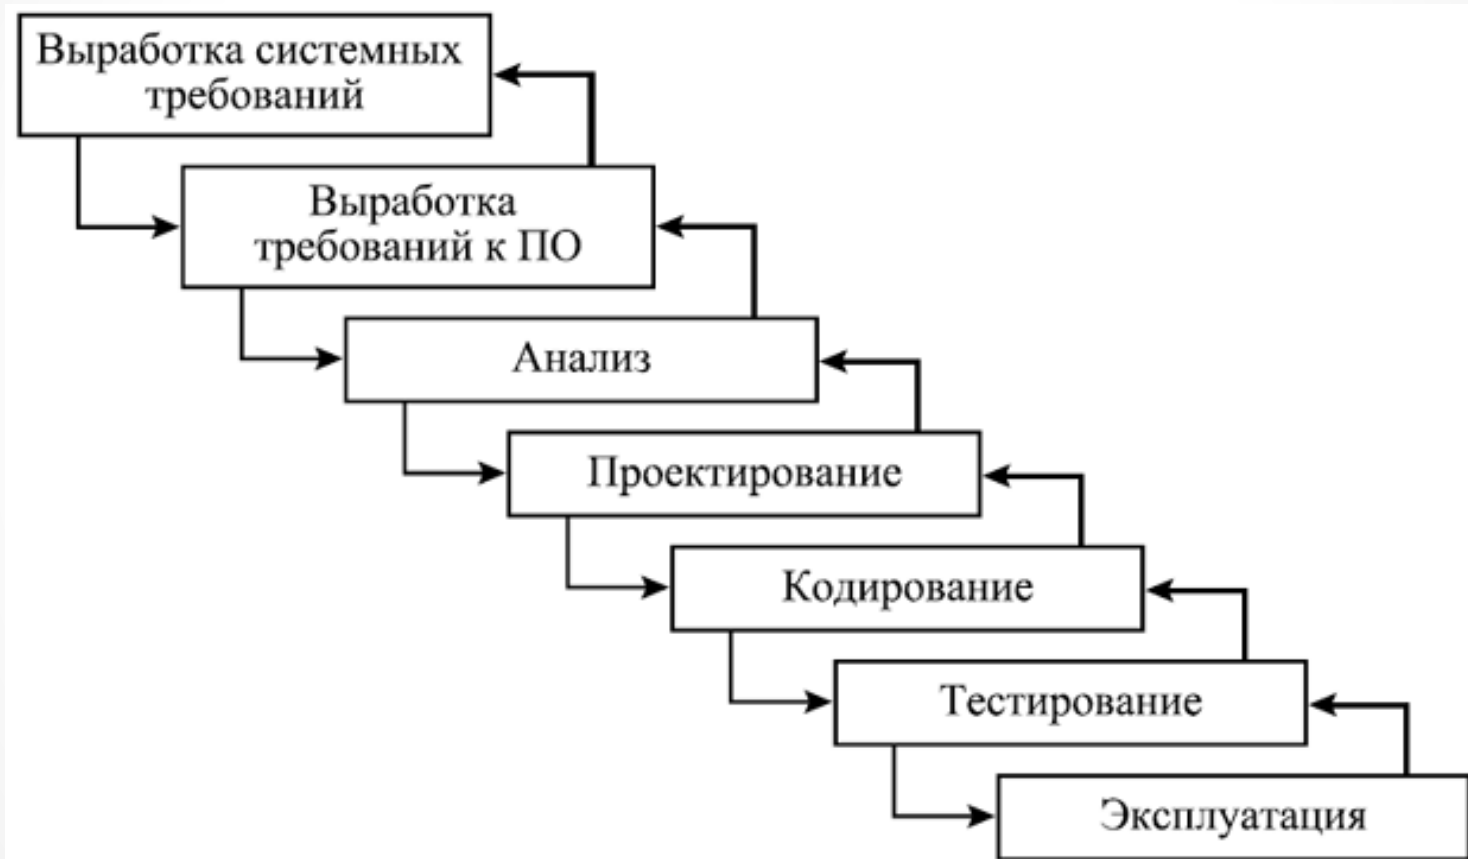 Выработка системных
требований
Выработка
требований к ПО
Анализ
Проектирование
Кодирование
Тестирование
Эксплуатация